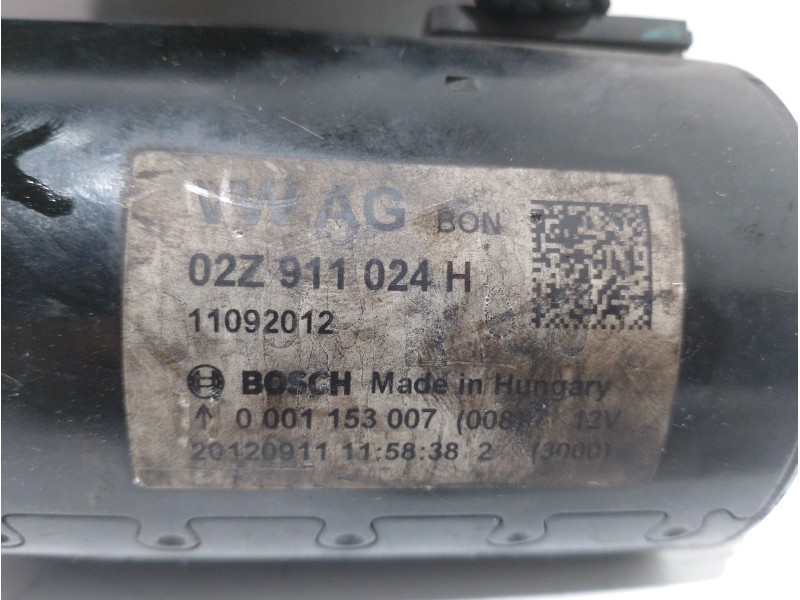 VW AG BON
02Z 911 024 H
11092012
BOSCH Made in Hungary
↑ 0 001 153 007 (008) 12V
20120911 11:58:38 2 (3000)